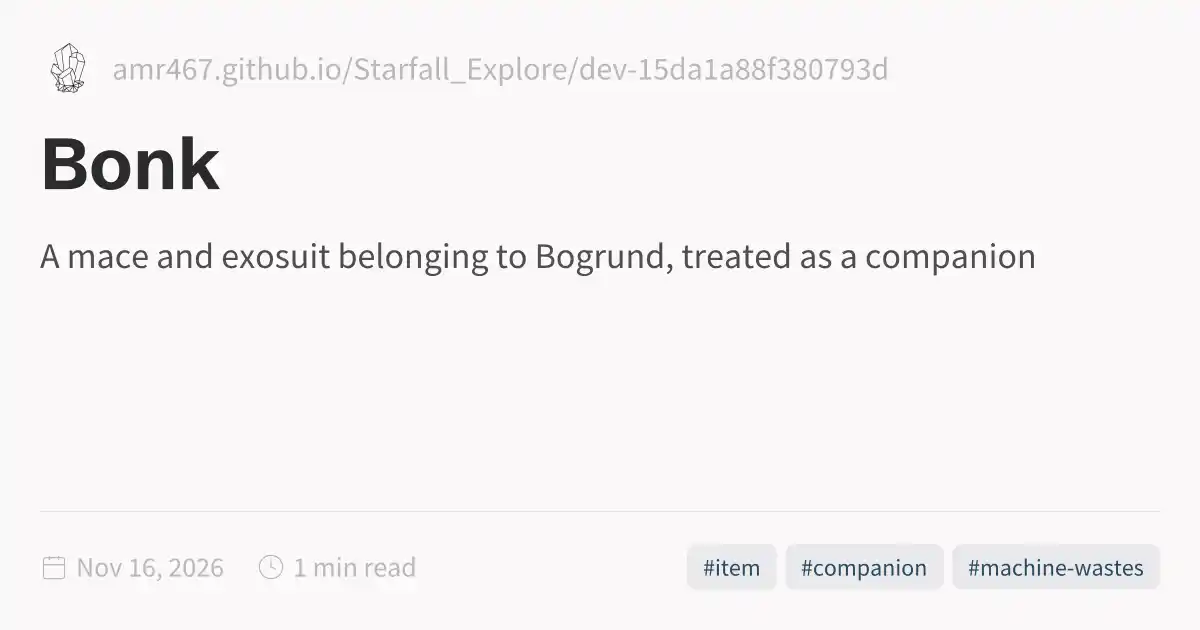 amr467.github.io/Starfall_Explore/dev-15da1a88f380793d
Bonk
A mace and exosuit belonging to Bogrund, treated as a companion
Nov 16, 2026 1 min read #item #companion #machine-wastes